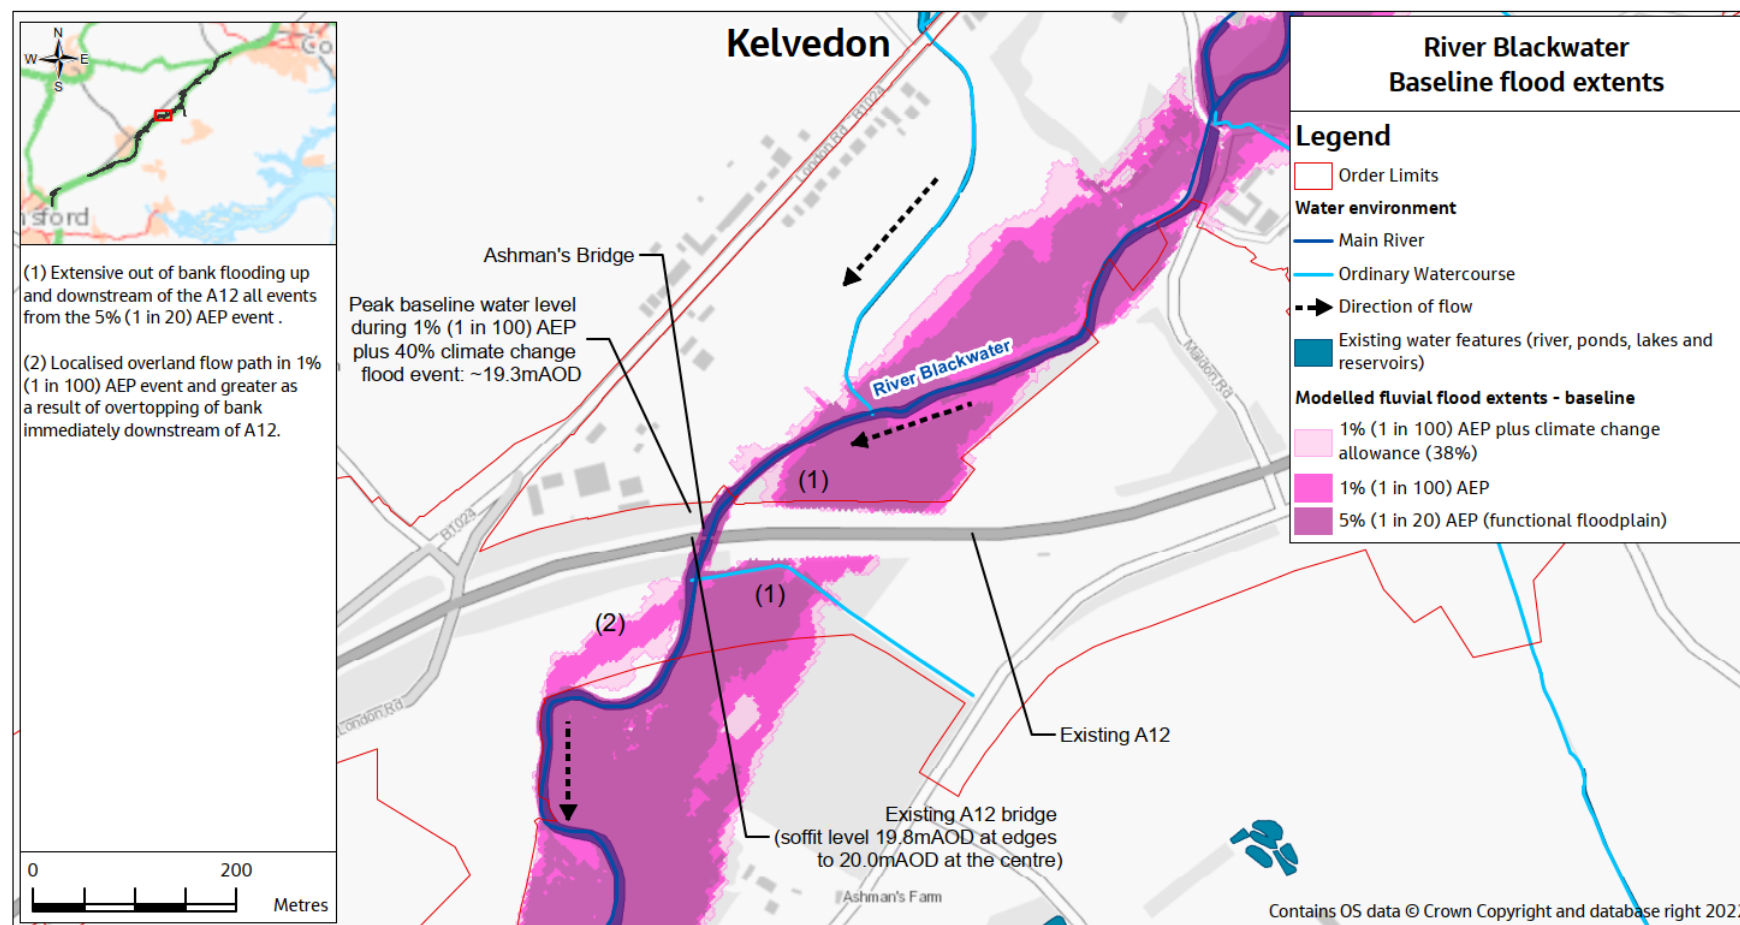 Kelvedon
River Blackwater
Baseline flood extents
Legend
Order Limits
Water environment
Main River
Ordinary Watercourse
Direction of flow
Existing water features (river, ponds, lakes and
reservoirs)
Modelled fluvial flood extents - baseline
1% (1 in 100) AEP plus climate change
allowance (38%)
1% (1 in 100) AEP
5% (1 in 20) AEP (functional floodplain)
N
W
E
S
Co
nsford
(1) Extensive out of bank flooding up
and downstream of the A12 all events
from the 5% (1 in 20) AEP event .
(2) Localised overland flow path in 1%
(1 in 100) AEP event and greater as
a result of overtopping of bank
immediately downstream of A12.
0
200
Metres
London Rd - B1024
Ashman's Bridge
Peak baseline water level
during 1% (1 in 100) AEP
plus 40% climate change
flood event: ~19.3mAOD
River Blackwater
Maldon Rd
(1)
B1024
(1)
(2)
London Rd
Existing A12
Existing A12 bridge
(soffit level 19.8mAOD at edges
to 20.0mAOD at the centre)
Ashman's Farm
Contains OS data © Crown Copyright and database right 2022